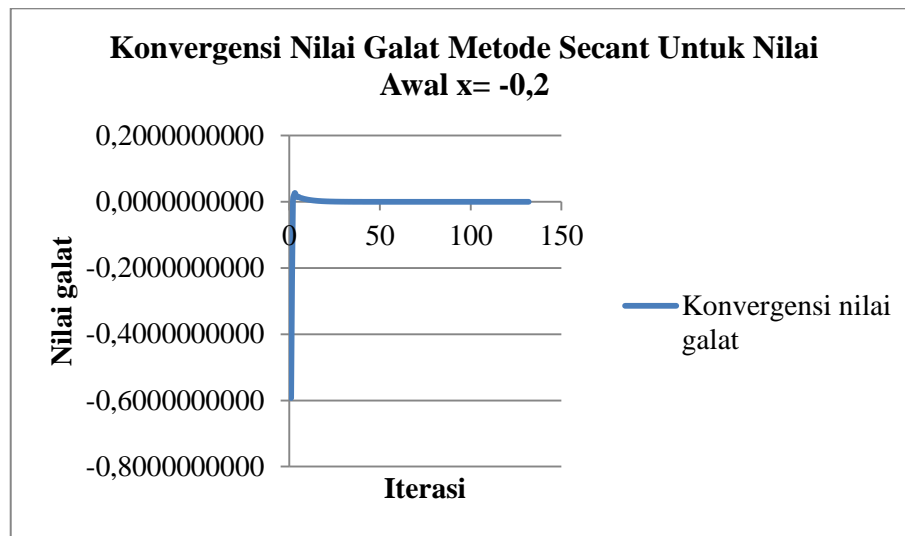 Konvergensi Nilai Galat Metode Secant Untuk Nilai
Awal x= -0,2
0,2000000000
0,0000000000
-0,2000000000
-0,4000000000
-0,6000000000
-0,8000000000
0
50
100
150
Nilai galat
Iterasi
Konvergensi nilai
galat